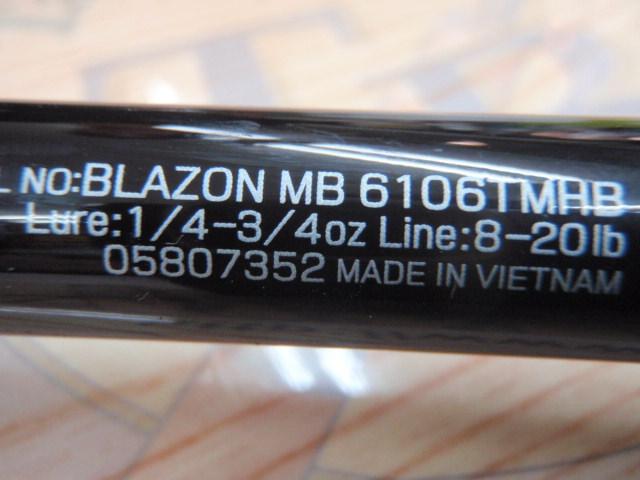 L NO:BLAZON MB 6106TMHB
Lure:1/4-3/4oz Line:8-20lb
05807352 MADE IN VIETNAM